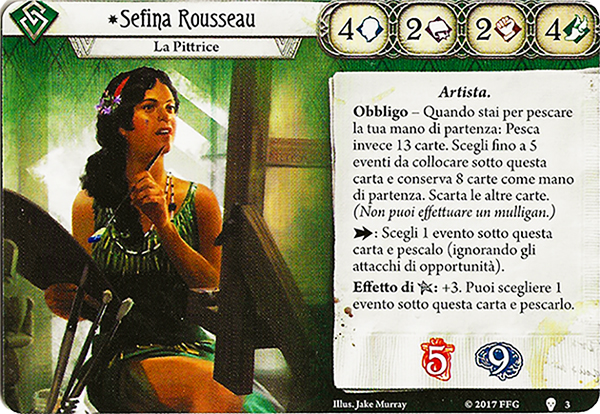 *Sefina Rousseau
La Pittrice
4 2 2 4
Artista.
Obbligo – Quando stai per pescare
la tua mano di partenza: Pesca
invece 13 carte. Scegli fino a 5
eventi da collocare sotto questa
carta e conserva 8 carte come mano
di partenza. Scarta le altre carte.
(Non puoi effettuare un mulligan.)
: Scegli 1 evento sotto questa
carta e pescalo (ignorando gli
attacchi di opportunità).
Effetto di : +3. Puoi scegliere 1
evento sotto questa carta e pescarlo.
5 9
Illus. Jake Murray © 2017 FFG 3